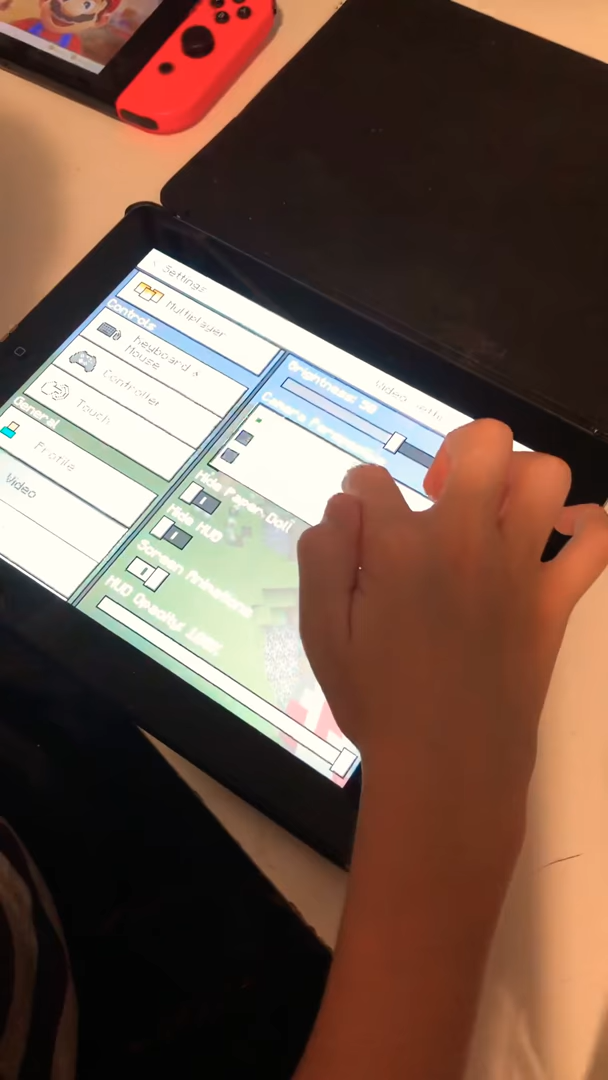 Settings
Multiplayer
Controls
Keyboard &
Mouse
Controller
Touch
General
Profile
Video
Video
Brightness: 50
Camera
Hide Paper Doll
Hide HUD
Screen Animations
HUD Opacity